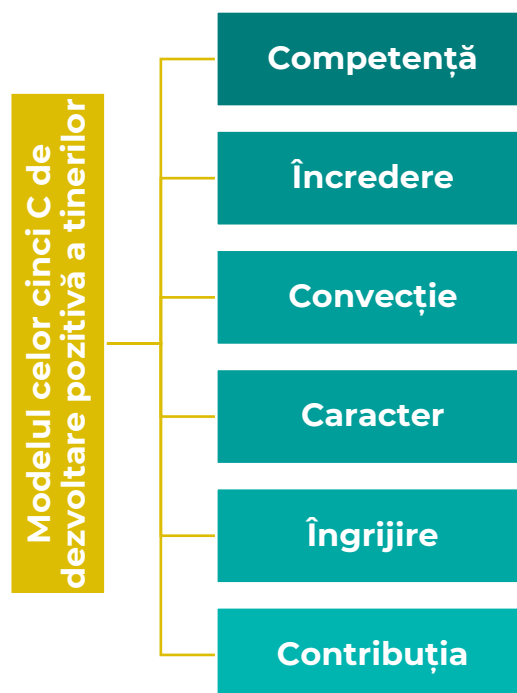 Modelul celor cinci C de
dezvoltare pozitivă a tinerilor
Competență
Încredere
Convecție
Caracter
Îngrijire
Contribuția